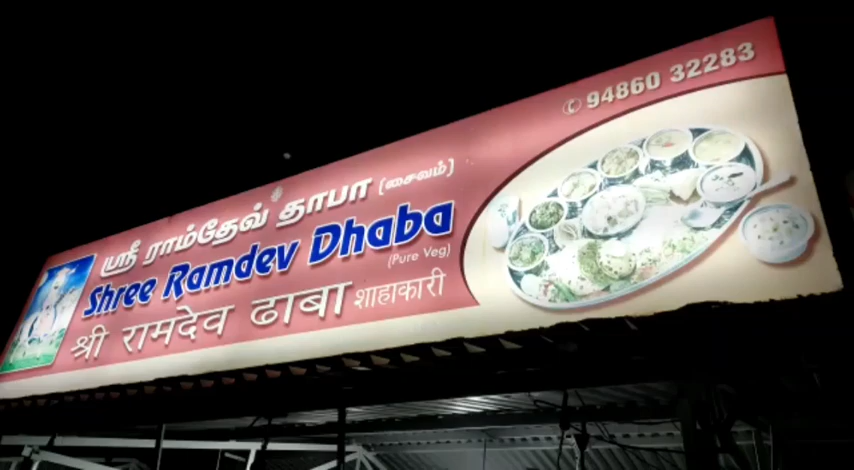 ✆ 94860 32283
ஸ்ரீ ராம்தேவ் தாபா (சைவம்)
Shree Ramdev Dhaba
(Pure Veg)
श्री रामदेव ढाबा शाहाकारी